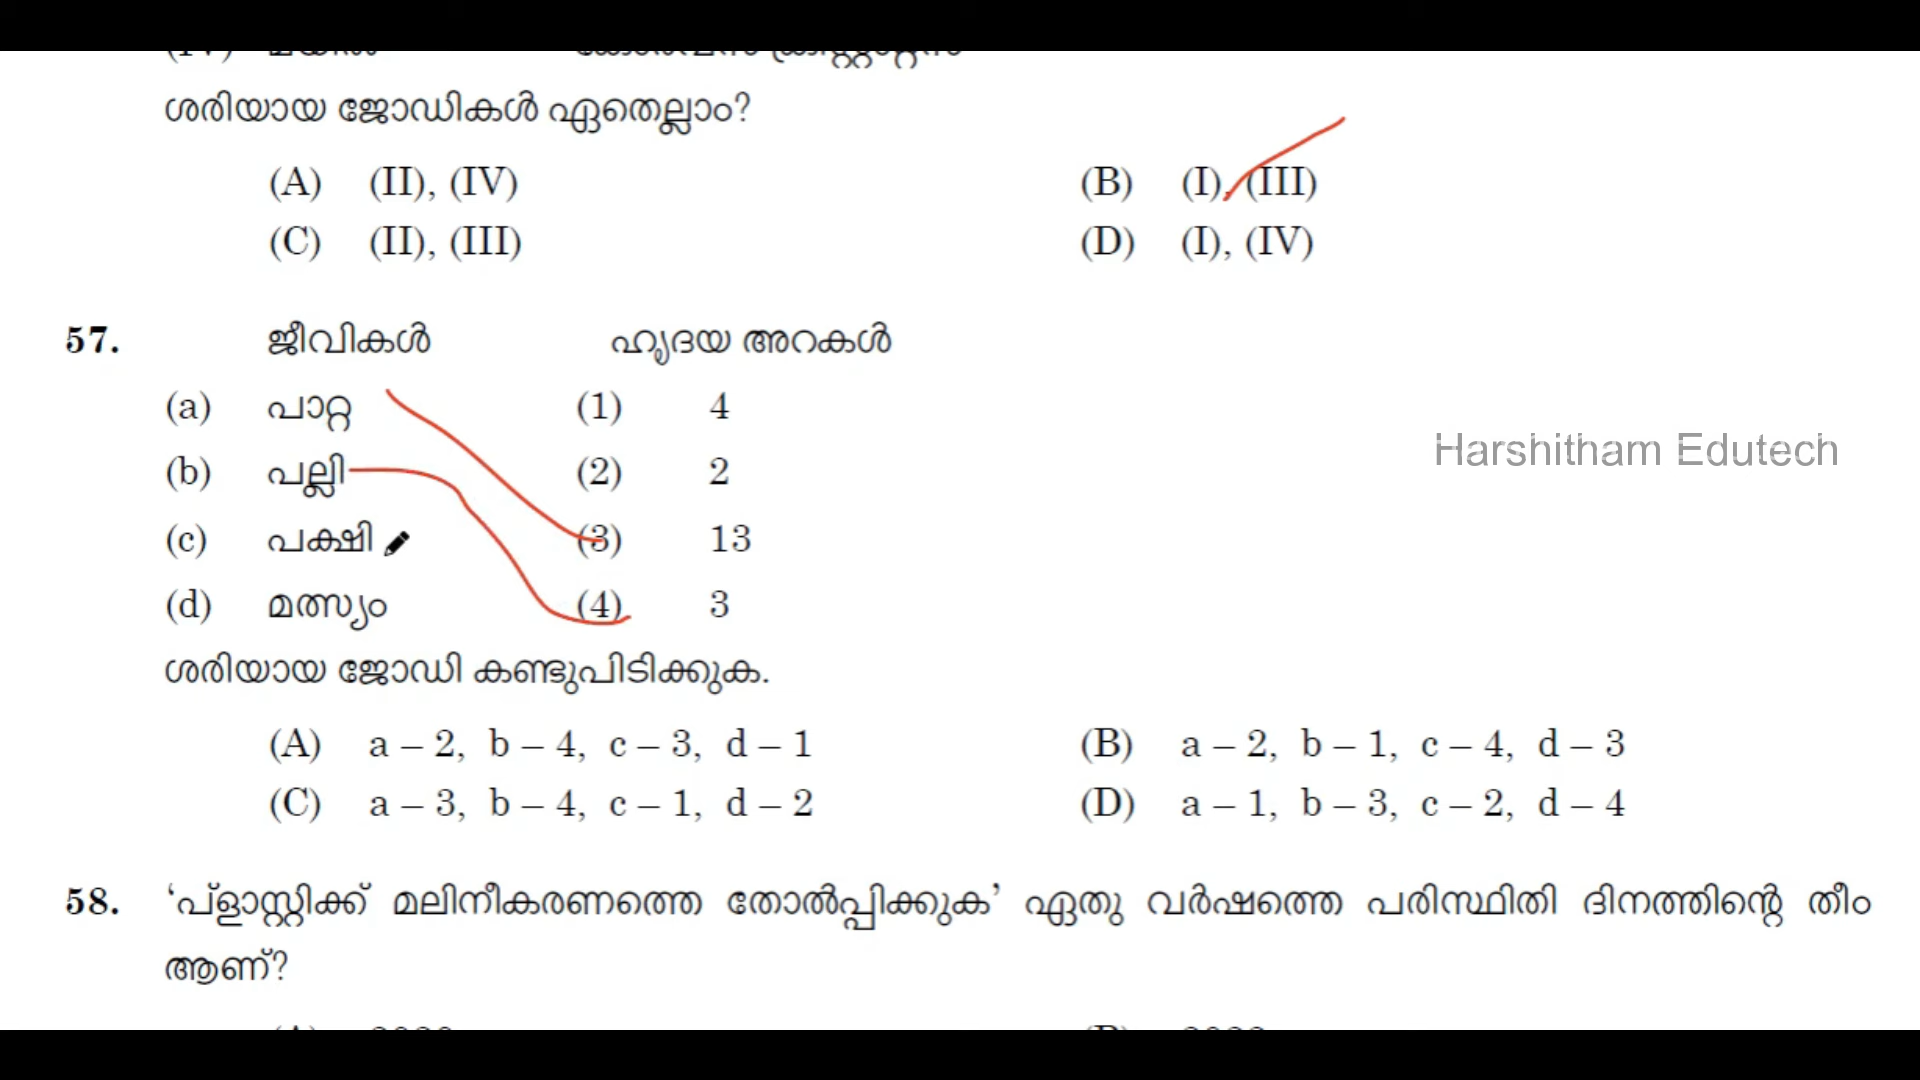 ശരിയായ ജോഡികൾ ഏതെല്ലാം?
(A) (II), (IV) (B) (I), (III)
(C) (II), (III) (D) (I), (IV)
57. ജീവികൾ ഹൃദയ അറകൾ
(a) പാറ്റ (1) 4
(b) പല്ലി (2) 2
Harshitham Edutech
(c) പക്ഷി (3) 13
(d) മത്സ്യം (4) 3
ശരിയായ ജോഡി കണ്ടുപിടിക്കുക.
(A) a – 2, b – 4, c – 3, d – 1 (B) a – 2, b – 1, c – 4, d – 3
(C) a – 3, b – 4, c – 1, d – 2 (D) a – 1, b – 3, c – 2, d – 4
58. ‘പ്ളാസ്റ്റിക്ക് മലിനീകരണത്തെ തോൽപ്പിക്കുക’ ഏതു വർഷത്തെ പരിസ്ഥിതി ദിനത്തിന്റെ തീം
ആണ്?